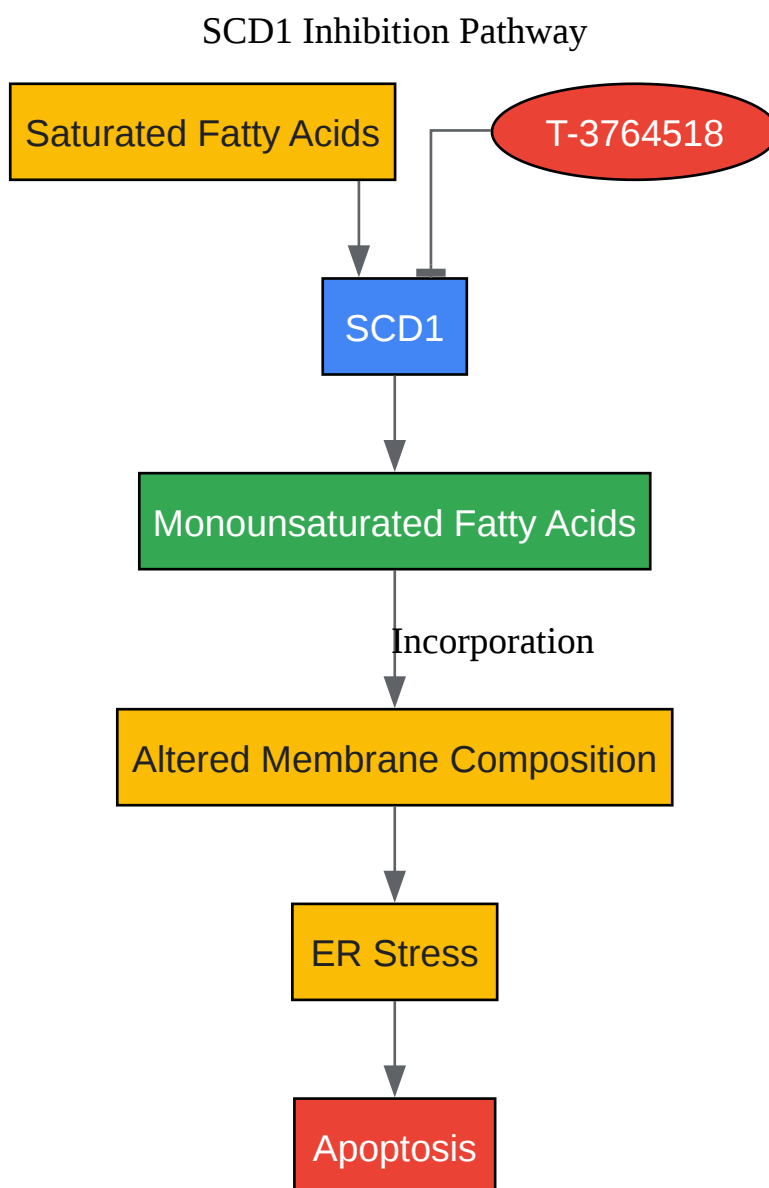 SCD1 Inhibition Pathway
Saturated Fatty Acids
T-3764518
SCD1
Monounsaturated Fatty Acids
Incorporation
Altered Membrane Composition
ER Stress
Apoptosis